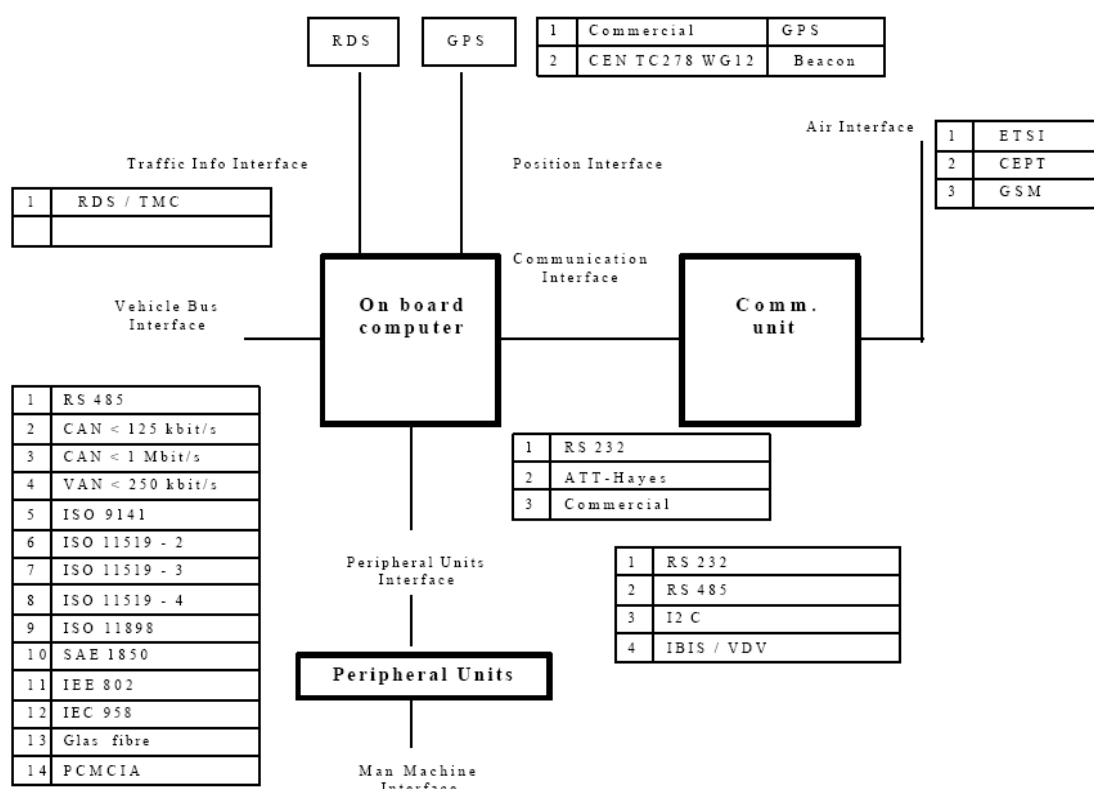 RDS
GPS
1 Commercial GPS
2 CEN TC278 WG12 Beacon
Air Interface
1 ETSI
2 CEPT
3 GSM
Traffic Info Interface
Position Interface
1 RDS / TMC
Communication
Interface
Vehicle Bus
Interface
On board
computer
Comm.
unit
1 RS 485
2 CAN < 125 kbit/s
3 CAN < 1 Mbit/s
4 VAN < 250 kbit/s
5 ISO 9141
6 ISO 11519 - 2
7 ISO 11519 - 3
8 ISO 11519 - 4
9 ISO 11898
10 SAE 1850
11 IEE 802
12 IEC 958
13 Glas fibre
14 PCMCIA
1 RS 232
2 ATT-Hayes
3 Commercial
Peripheral Units
Interface
1 RS 232
2 RS 485
3 I2 C
4 IBIS / VDV
Peripheral Units
Man Machine
Interface